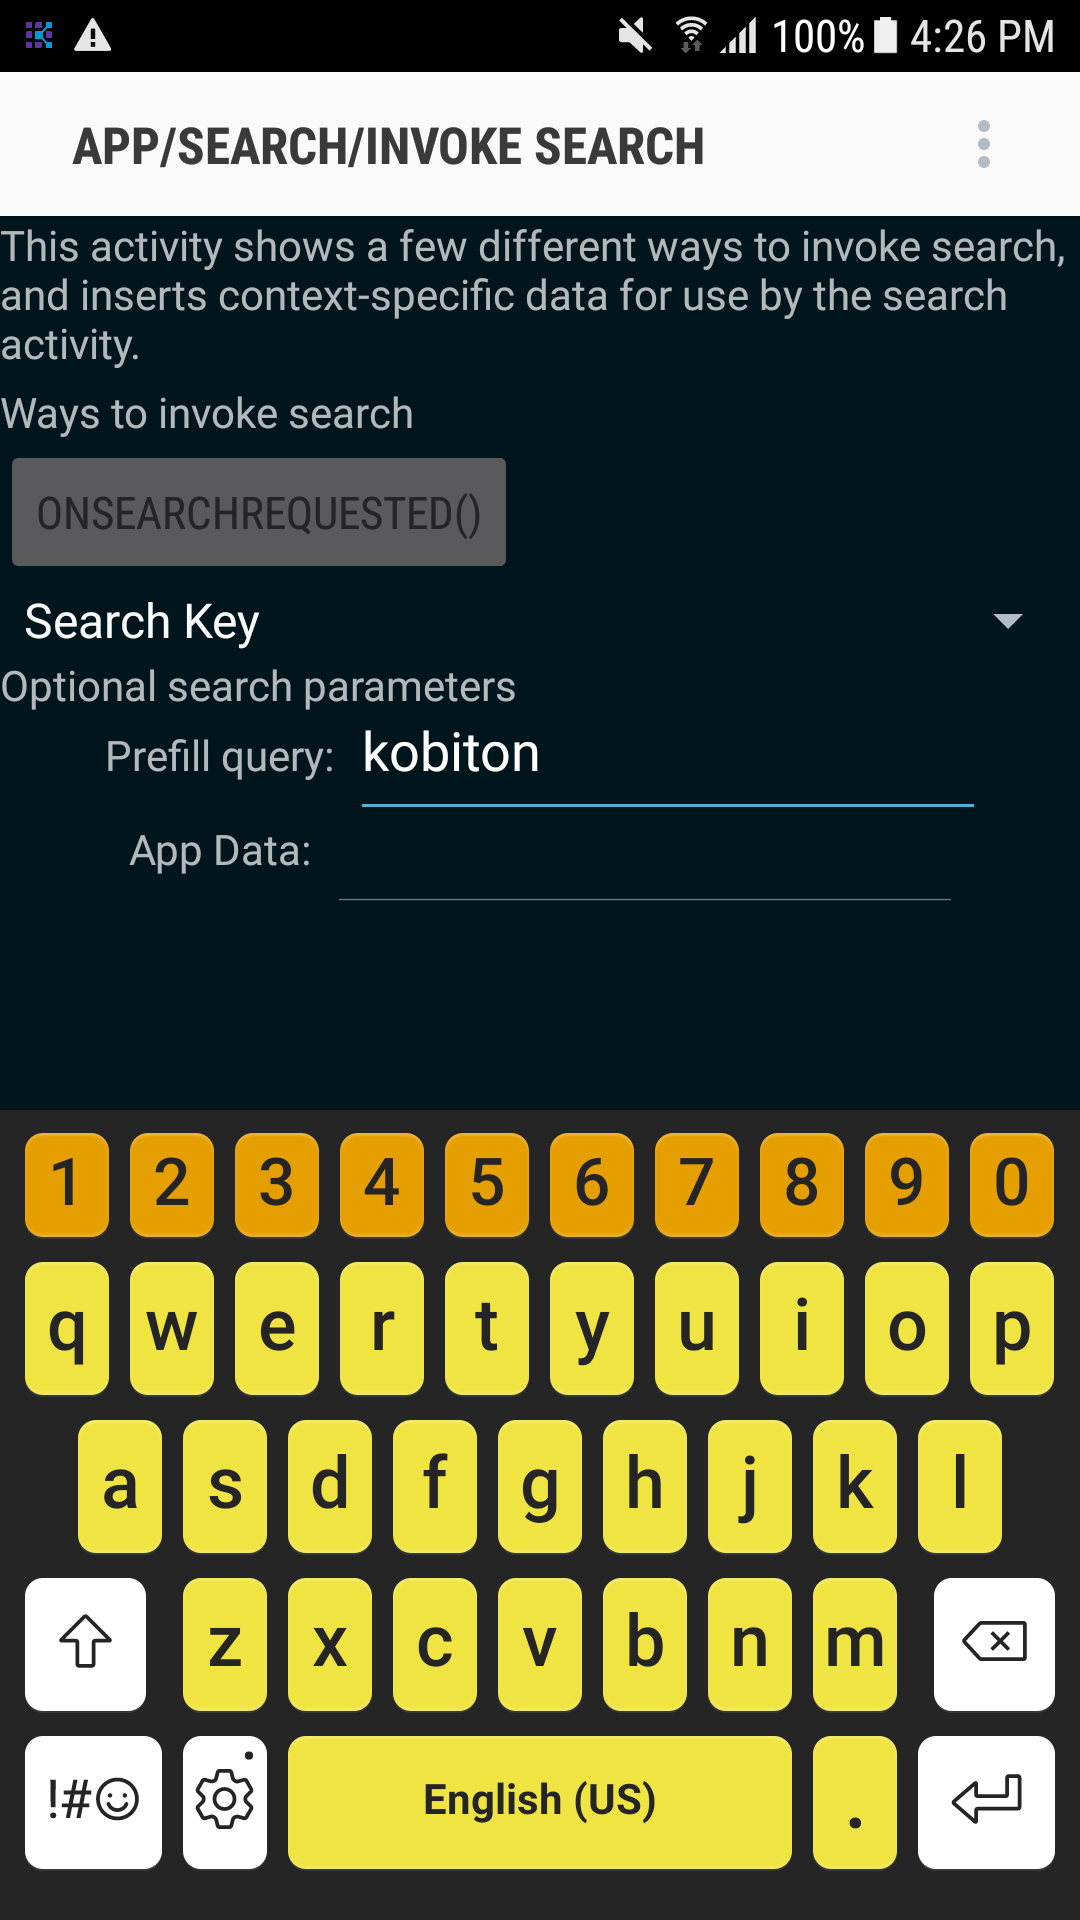 100% 4:26 PM
APP/SEARCH/INVOKE SEARCH
This activity shows a few different ways to invoke search,
and inserts context-specific data for use by the search
activity.
Ways to invoke search
ONSEARCHREQUESTED()
Search Key
Optional search parameters
Prefill query: kobiton
App Data:
1 2 3 4 5 6 7 8 9 0
q w e r t y u i o p
a s d f g h j k l
z x c v b n m
!#☺ English (US) .